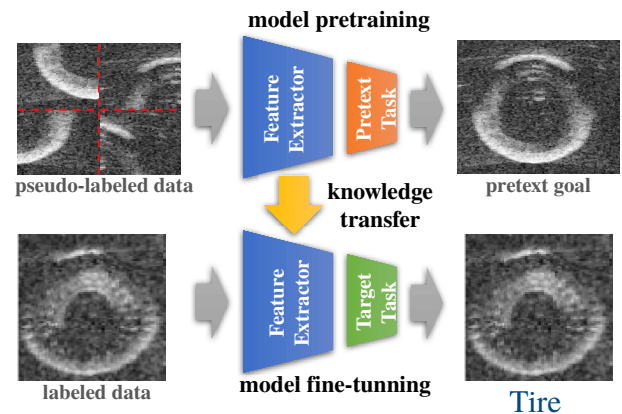 model pretraining
Feature
Extractor
Pretext
Task
pseudo-labeled data
pretext goal
knowledge
transfer
Feature
Extractor
Target
Task
labeled data
model fine-tunning
Tire